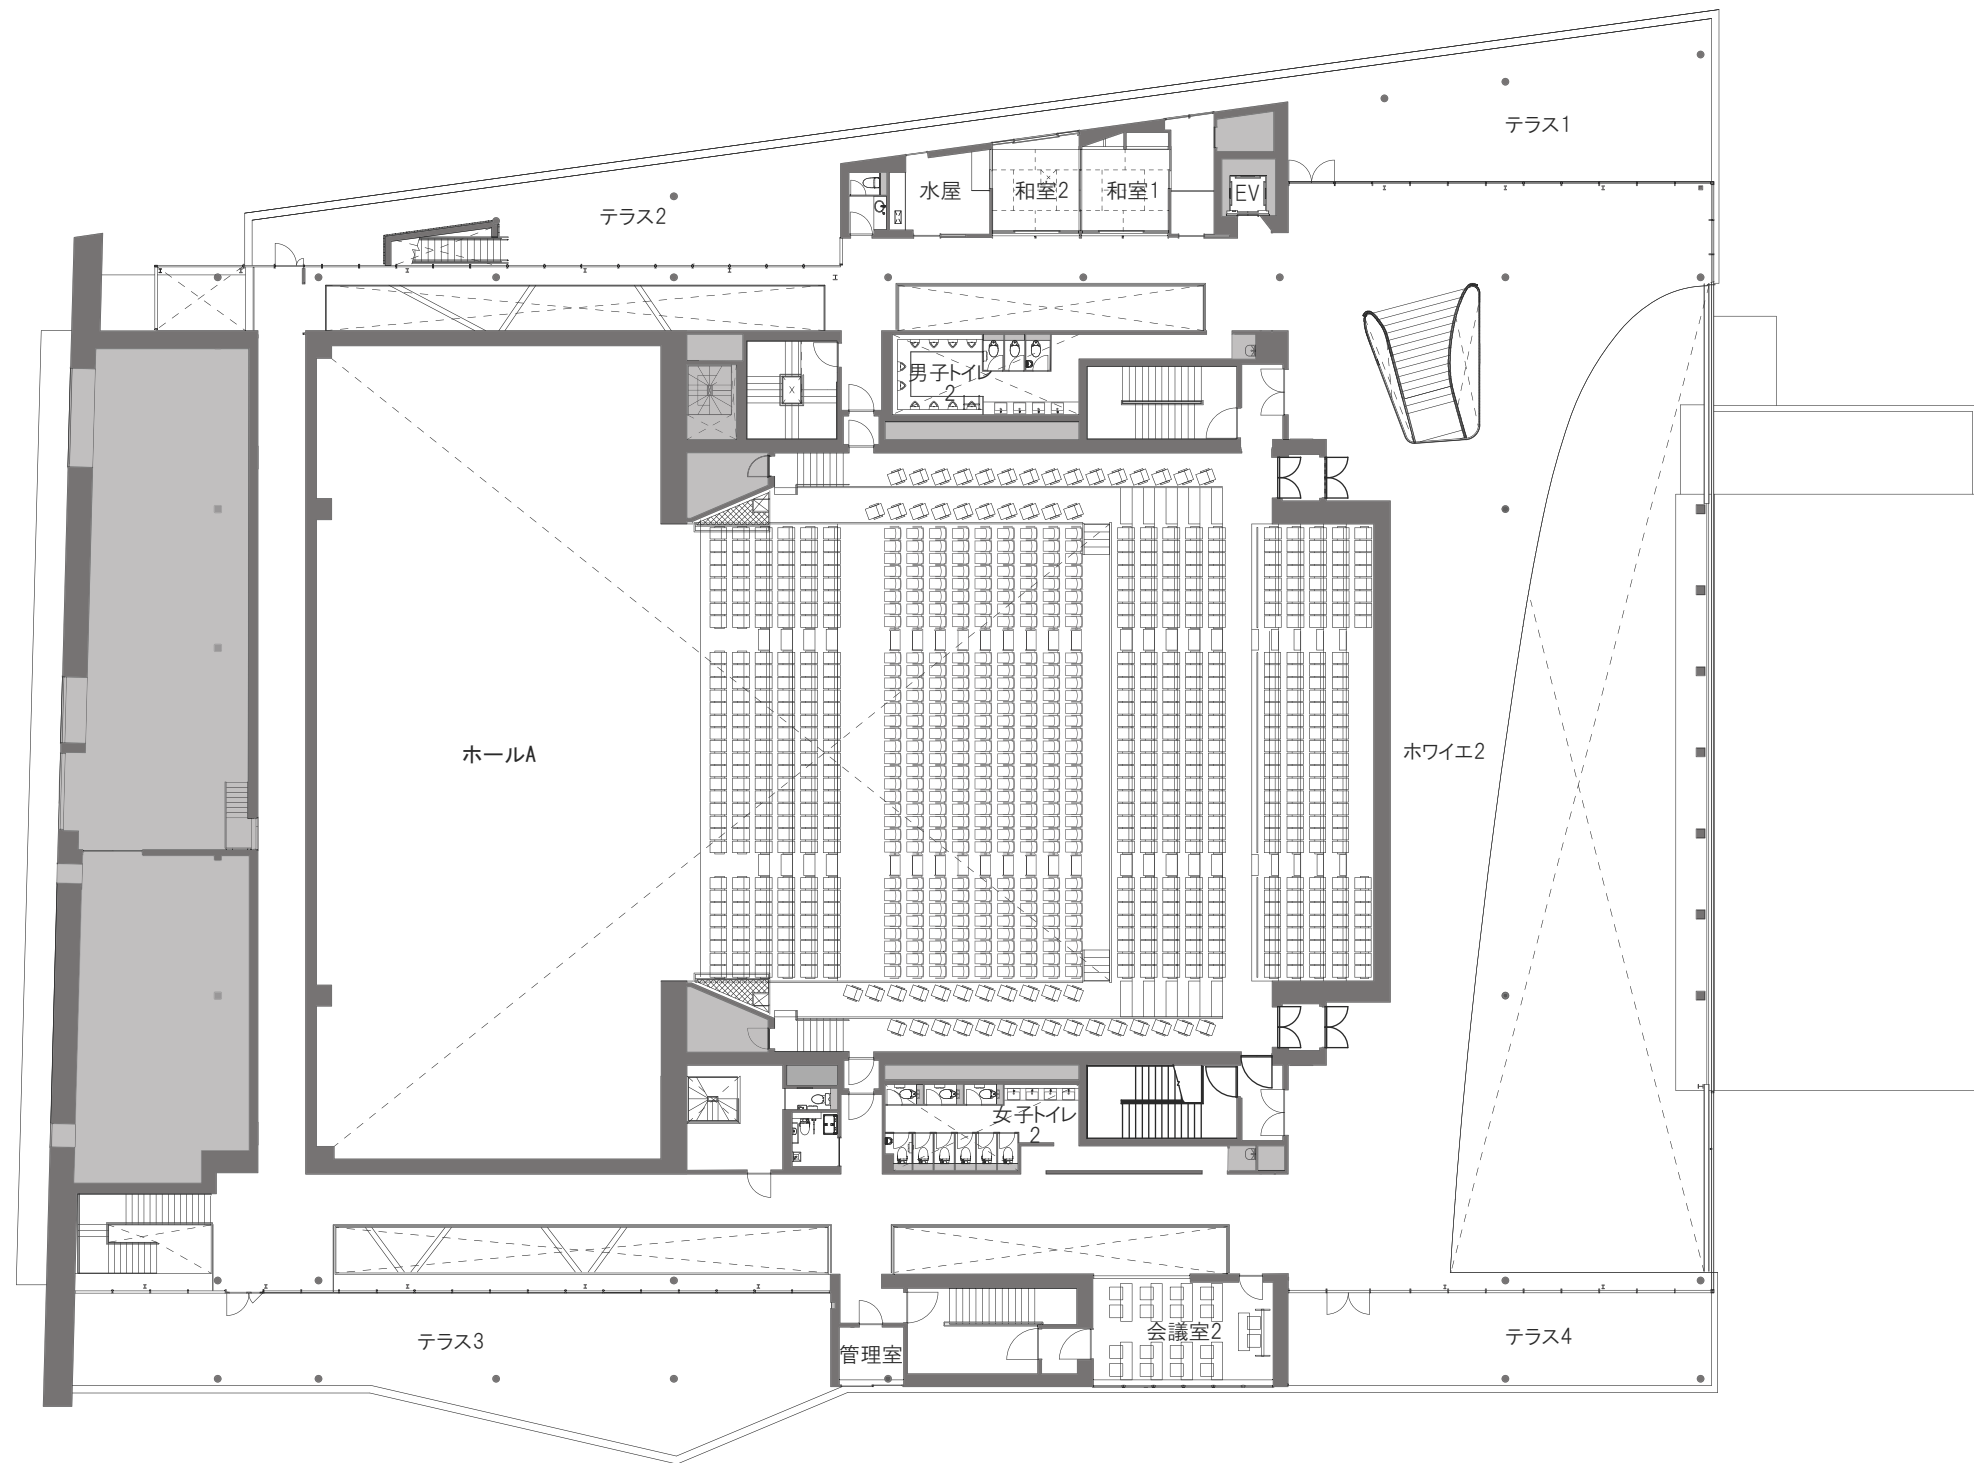 テラス1
水屋
和室2
和室1
EV
テラス2
男子トイレ
2
ホールA
ホワイエ2
女子トイレ
2
テラス3
管理室
会議室2
テラス4